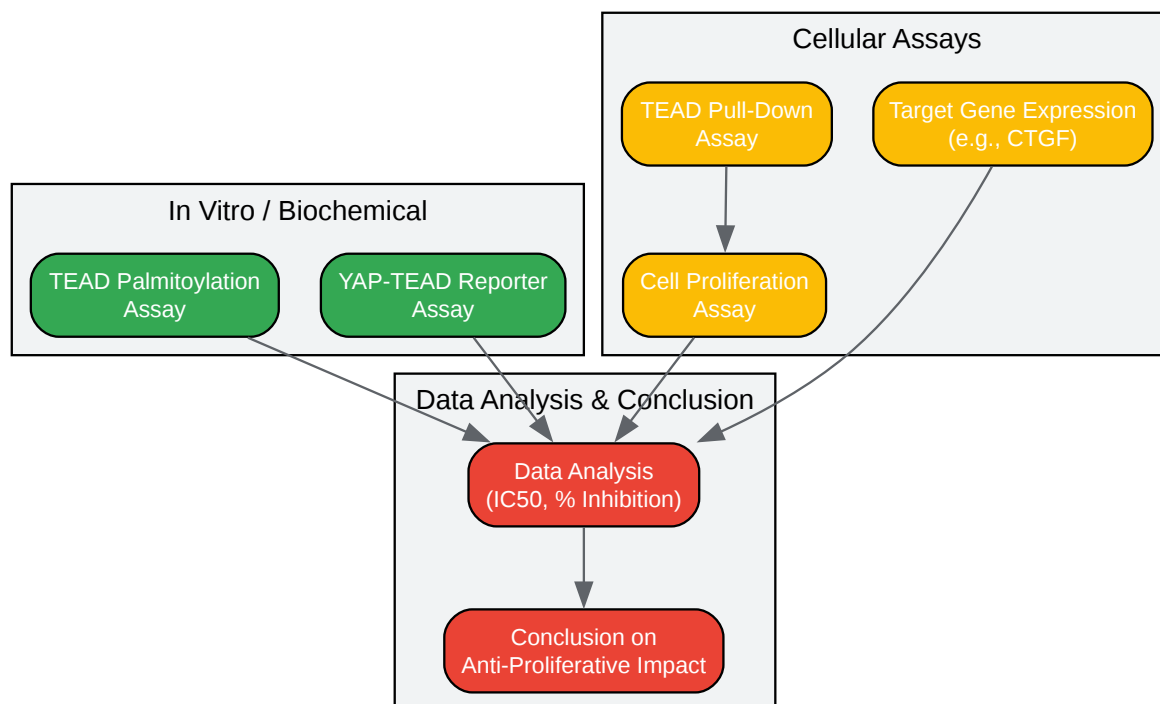 Cellular Assays
TEAD Pull-Down
Assay
Target Gene Expression
(e.g., CTGF)
In Vitro / Biochemical
TEAD Palmitoylation
Assay
YAP-TEAD Reporter
Assay
Cell Proliferation
Assay
Data Analysis & Conclusion
Data Analysis
(IC50, % Inhibition)
Conclusion on
Anti-Proliferative Impact